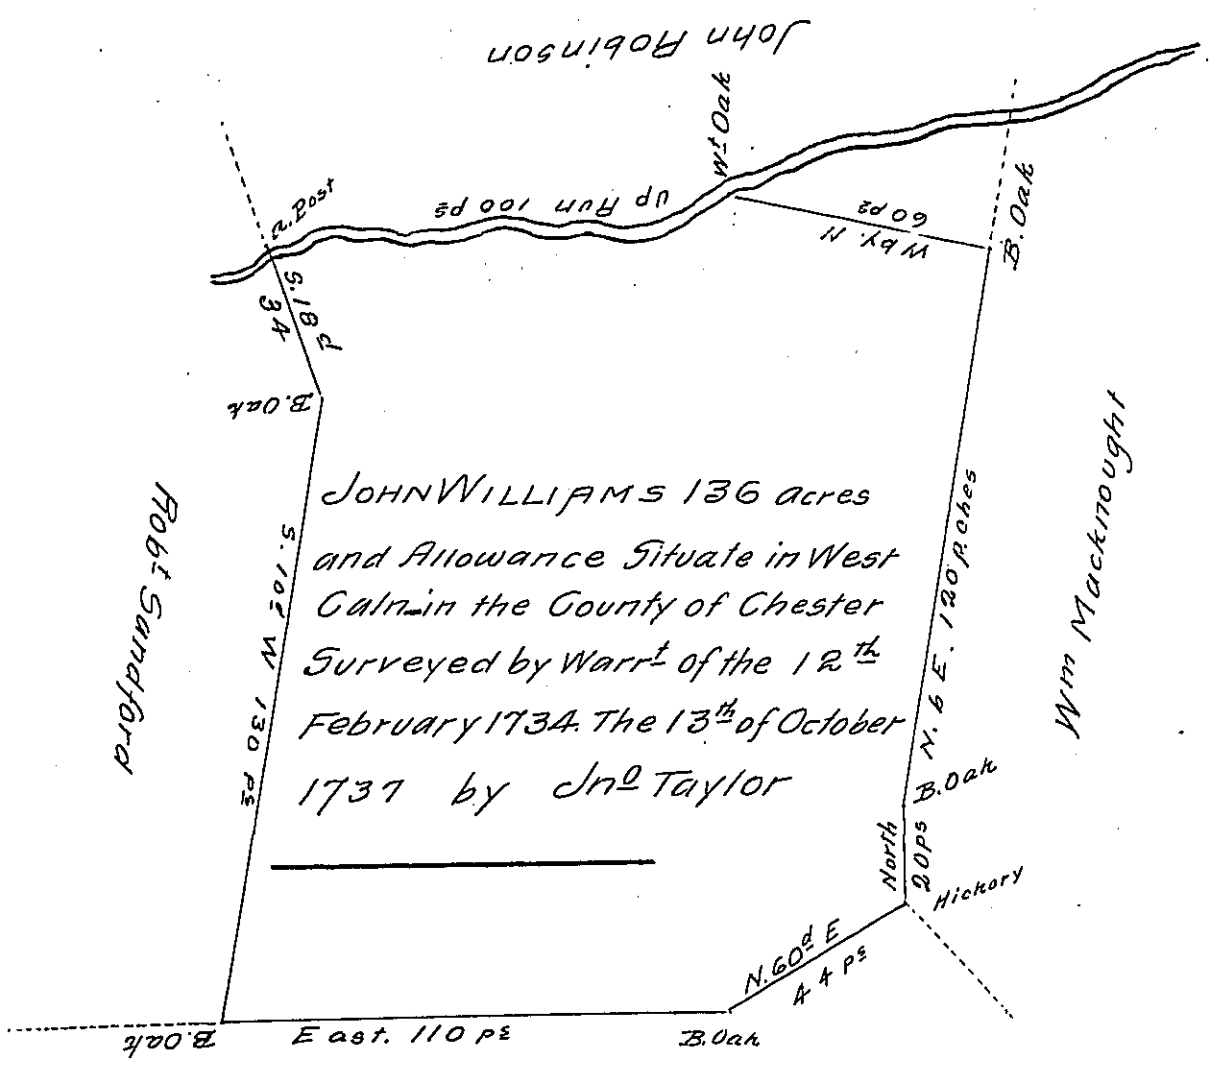 John Robinson
Wt Oak
a Post
up Run 100 ps
60 ps
W by. N
B. Oak
S. 18 d
34
B. Oak
Robt Sandford
S. 10d W 130 ps
JOHN WILLIAMS 136 acres
and Allowance Situate in West
Caln in the County of Chester
Surveyed by Warrt of the 12th
February 1734. The 13th of October
1737 by Jno Taylor
N. 6 E. 120 p.ches
Wm Macknought
B. Oak
North
20 ps
Hickory
N. 60d E
44 ps
B. Oak
East. 110 ps
B. Oak